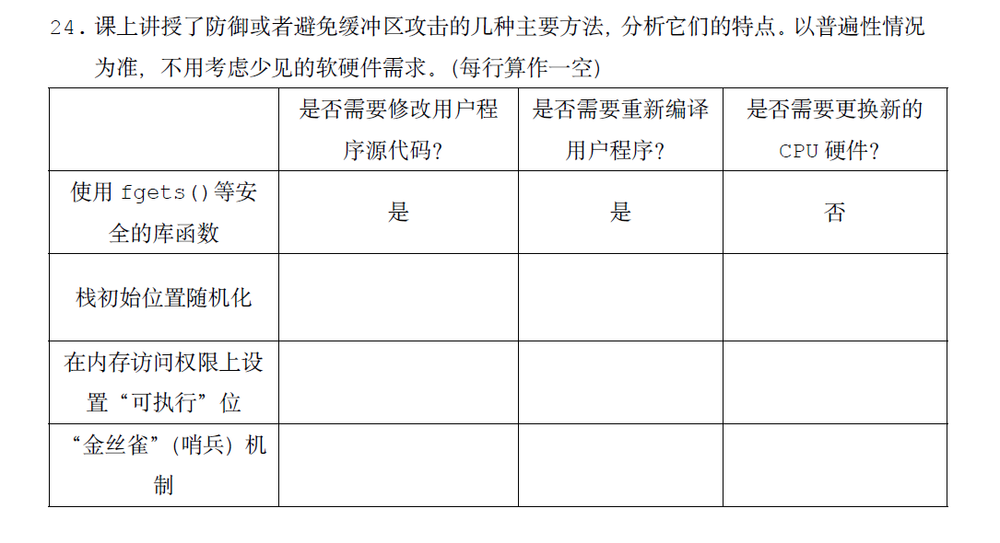 24. 课上讲授了防御或者避免缓冲区攻击的几种主要方法，分析它们的特点。以普遍性情况
为准，不用考虑少见的软硬件需求。（每行算作一空）
是否需要修改用户程
序源代码？
是否需要重新编译
用户程序？
是否需要更换新的
CPU 硬件？
使用 fgets()等安
全的库函数
是
是
否
栈初始位置随机化
在内存访问权限上设
置“可执行”位
“金丝雀”（哨兵）机
制